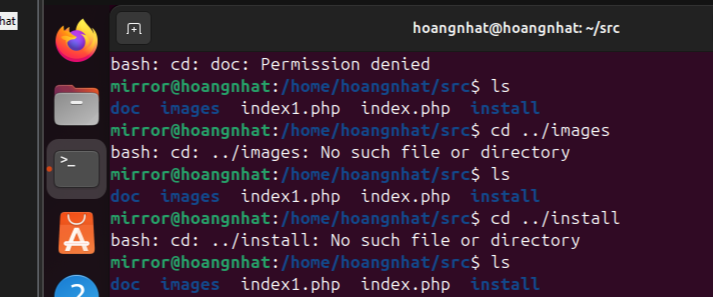 hat
hoangnhat@hoangnhat: ~/src
bash: cd: doc: Permission denied
mirror@hoangnhat:/home/hoangnhat/src$ ls
doc  images  index1.php  index.php  install
mirror@hoangnhat:/home/hoangnhat/src$ cd ../images
bash: cd: ../images: No such file or directory
mirror@hoangnhat:/home/hoangnhat/src$ ls
doc  images  index1.php  index.php  install
mirror@hoangnhat:/home/hoangnhat/src$ cd ../install
bash: cd: ../install: No such file or directory
mirror@hoangnhat:/home/hoangnhat/src$ ls
doc  images  index1.php  index.php  install